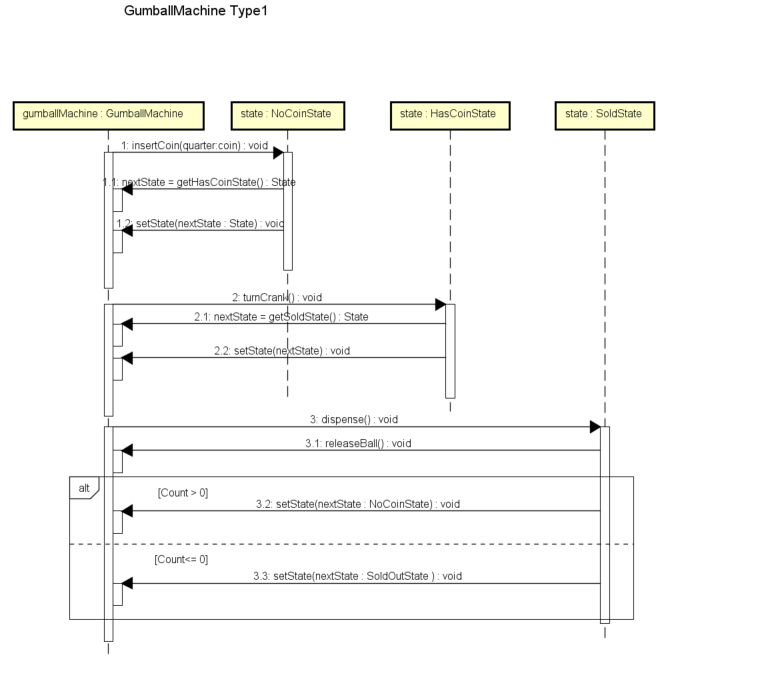 GumballMachine Type1
gumballMachine : GumballMachine
state : NoCoinState
state : HasCoinState
state : SoldState
1: insertCoin(quarter:coin) : void
1.1: nextState = getHasCoinState() : State
1.2: setState(nextState : State) : void
2: turnCrank() : void
2.1: nextState = getSoldState() : State
2.2: setState(nextState) : void
3: dispense() : void
3.1: releaseBall() : void
alt
[Count > 0]
3.2: setState(nextState : NoCoinState) : void
[Count<= 0]
3.3: setState(nextState : SoldOutState ) : void